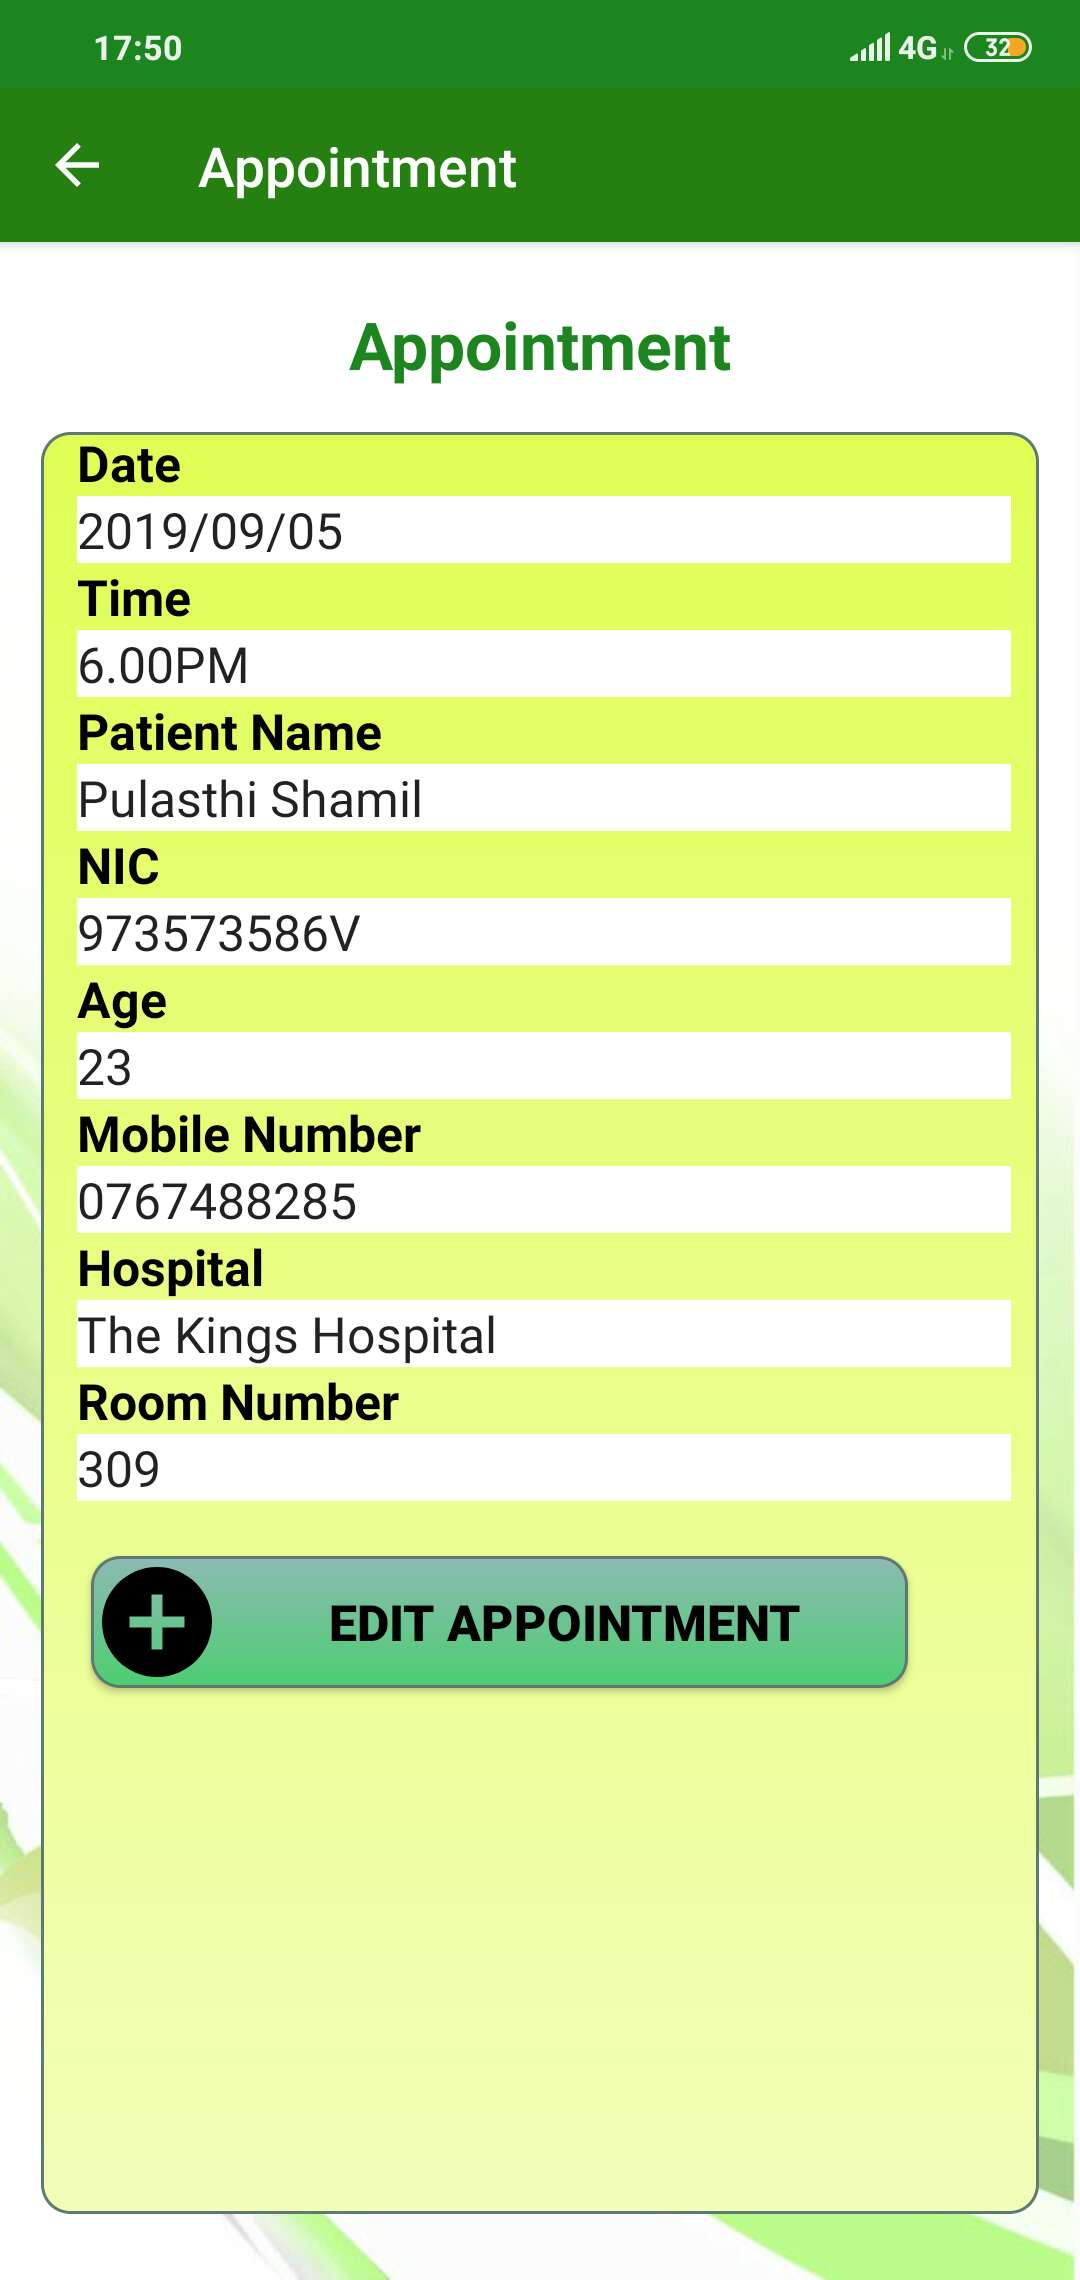 17:50 4G 32
Appointment
Appointment
Date
2019/09/05
Time
6.00PM
Patient Name
Pulasthi Shamil
NIC
973573586V
Age
23
Mobile Number
0767488285
Hospital
The Kings Hospital
Room Number
309
EDIT APPOINTMENT